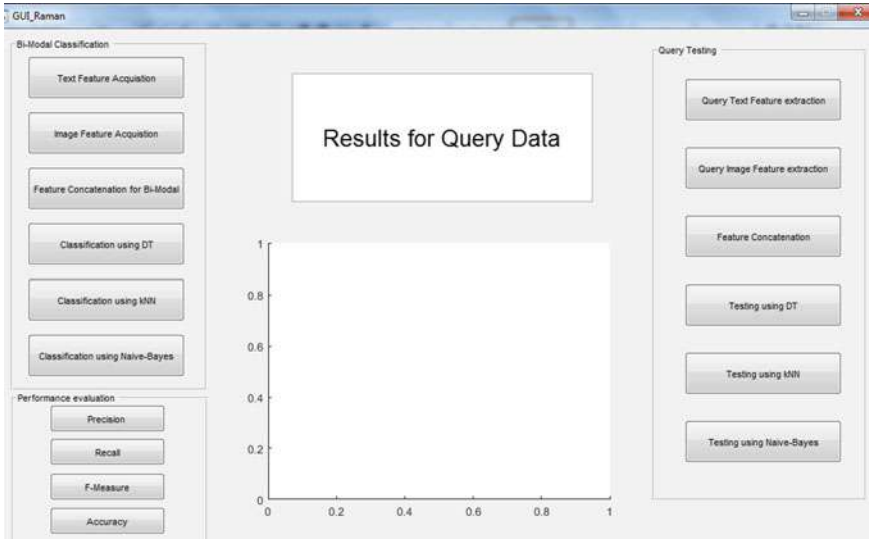 GUI_Raman
Bi-Modal Classification
Text Feature Acquistion
Image Feature Acquistion
Feature Concatenation for Bi-Modal
Classification using DT
Classification using kNN
Classification using Naive-Bayes
Performance evaluation
Precision
Recall
F-Measure
Accuracy
Results for Query Data
1
0.8
0.6
0.4
0.2
0
0 0.2 0.4 0.6 0.8 1
Query Testing
Query Text Feature extraction
Query Image Feature extraction
Feature Concatenation
Testing using DT
Testing using kNN
Testing using Naive-Bayes